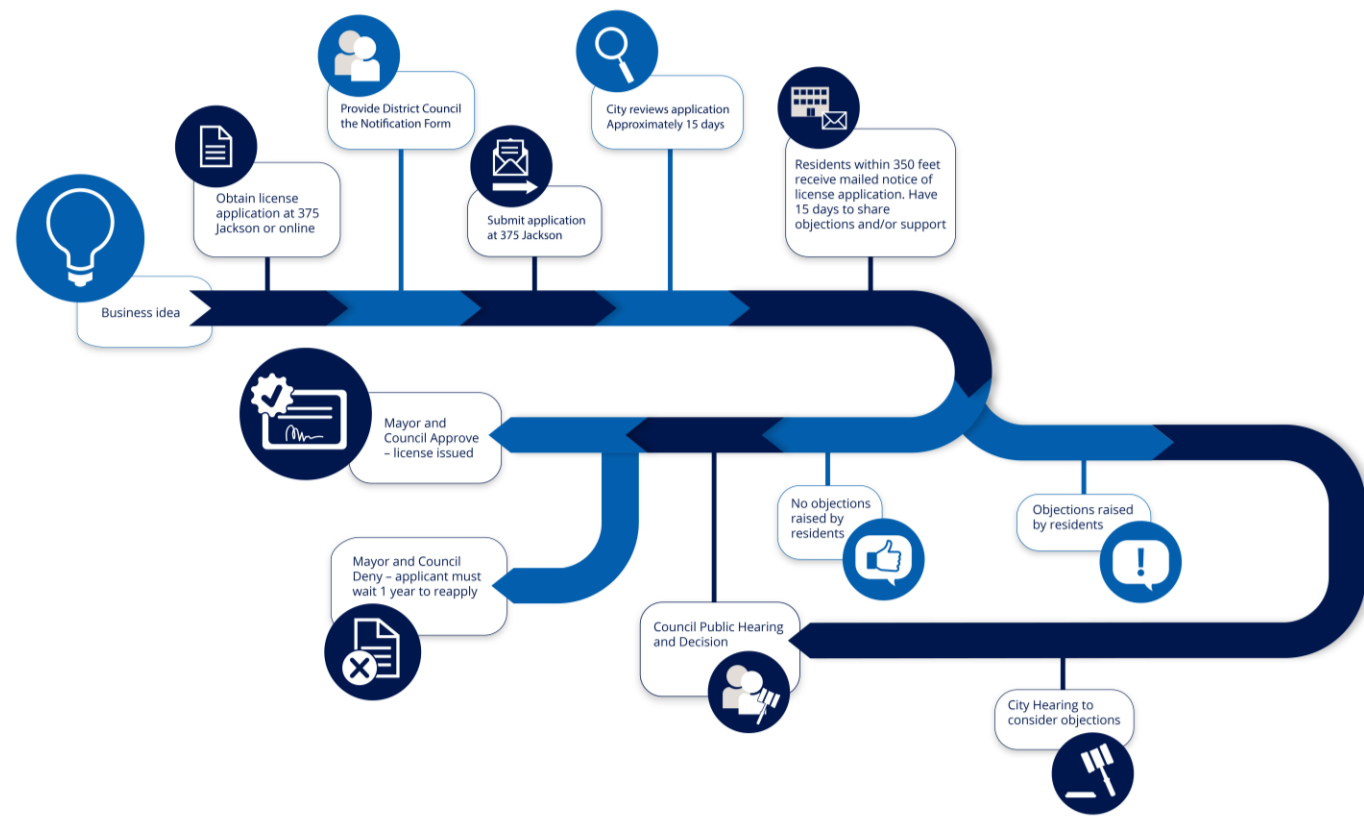 Business idea
Obtain license
application at 375
Jackson or online
Provide District Council
the Notification Form
Submit application
at 375 Jackson
City reviews application
Approximately 15 days
Residents within 350 feet
receive mailed notice of
license application. Have
15 days to share
objections and/or support
No objections
raised by
residents
Objections raised
by residents
City Hearing to
consider objections
Council Public Hearing
and Decision
Mayor and
Council Approve
– license issued
Mayor and Council
Deny – applicant must
wait 1 year to reapply